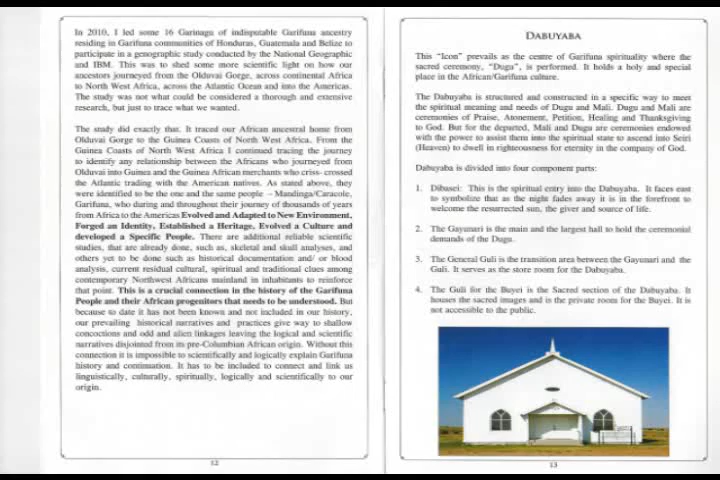 In 2010, I led some 16 Garinagu of indisputable Garifuna ancestry
residing in Garifuna communities of Honduras, Guatemala and Belize to
participate in a genographic study conducted by the National Geographic
and IBM. This was to shed some more scientific light on how our
ancestors journeyed from the Olduvai Gorge, across continental Africa
to North West Africa, across the Atlantic Ocean and into the Americas.
The study was not what could be considered a thorough and extensive
research, but just to trace what we wanted.
The study did exactly that. It traced our African ancestral home from
Olduvai Gorge to the Guinea Coasts of North West Africa. From the
Guinea Coasts of North West Africa I continued tracing the journey
to identify any relationship between the Africans who journeyed from
Olduvai into Guinea and the Guinea African merchants who criss- crossed
the Atlantic trading with the American natives. As stated above, they
were identified to be the one and the same people – Mandinga/Caracole,
Garifuna, who during and throughout their journey of thousands of years
from Africa to the Americas Evolved and Adapted to New Environment,
Forged an Identity, Established a Heritage, Evolved a Culture and
developed a Specific People. There are additional reliable scientific
studies, that are already done, such as, skeletal and skull analyses, and
others yet to be done such as historical documentation and/ or blood
analysis, current residual cultural, spiritual and traditional clues among
contemporary Northwest Africans mainland in inhabitants to reinforce
that point. This is a crucial connection in the history of the Garifuna
People and their African progenitors that needs to be understood. But
because to date it has not been known and not included in our history,
our prevailing historical narratives and practices give way to shallow
concoctions and odd and alien linkages leaving the logical and scientific
narratives disjointed from its pre-Columbian African origin. Without this
connection it is impossible to scientifically and logically explain Garifuna
history and continuation. It has to be included to connect and link us
linguistically, culturally, spiritually, logically and scientifically to our
origin.
12
DABUYABA
This “Icon” prevails as the centre of Garifuna spirituality where the
sacred ceremony, “Dugu”, is performed. It holds a holy and special
place in the African/Garifuna culture.
The Dabuyaba is structured and constructed in a specific way to meet
the spiritual meaning and needs of Dugu and Mali. Dugu and Mali are
ceremonies of Praise, Atonement, Petition, Healing and Thanksgiving
to God. But for the departed, Mali and Dugu are ceremonies endowed
with the power to assist them into the spiritual state to ascend into Seiri
(Heaven) to dwell in righteousness for eternity in the company of God.
Dabuyaba is divided into four component parts:
1. Dibasei: This is the spiritual entry into the Dabuyaba. It faces east
to symbolize that as the night fades away it is in the forefront to
welcome the resurrected sun, the giver and source of life.
2. The Gayunari is the main and the largest hall to hold the ceremonial
demands of the Dugu.
3. The General Guli is the transition area between the Gayunari and the
Guli. It serves as the store room for the Dabuyaba.
4. The Guli for the Buyei is the Sacred section of the Dabuyaba. It
houses the sacred images and is the private room for the Buyei. It is
not accessible to the public.
13